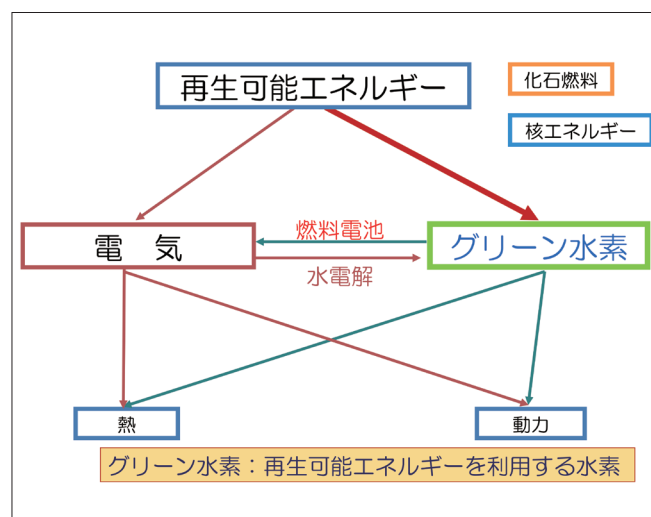 再生可能エネルギー
化石燃料
核エネルギー
電 気
燃料電池
水電解
グリーン水素
熱
動力
グリーン水素：再生可能エネルギーを利用する水素